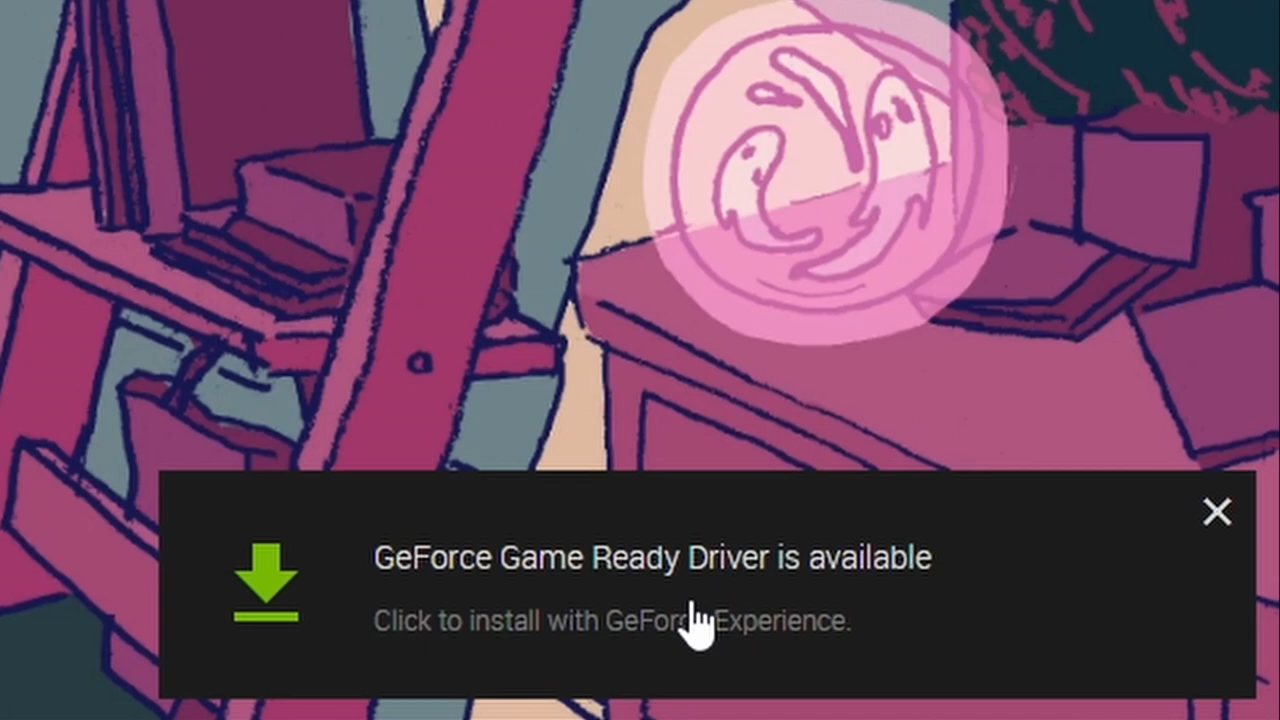 GeForce Game Ready Driver is available
Click to install with GeForce Experience.